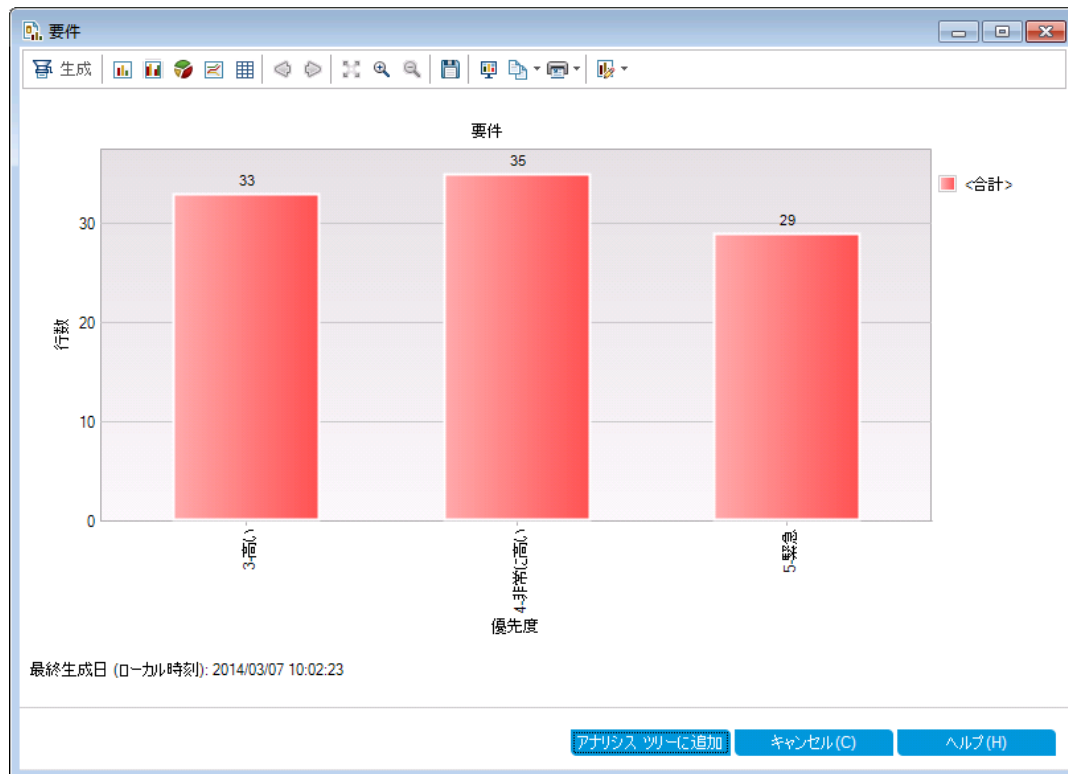 要件
生成
要件
33
35
29
<合計>
30
20
10
0
行数
3-高い
4-非常に高い
5-緊急
優先度
最終生成日 (ローカル時刻): 2014/03/07 10:02:23
アナリシス ツリーに追加
キャンセル(C)
ヘルプ(H)